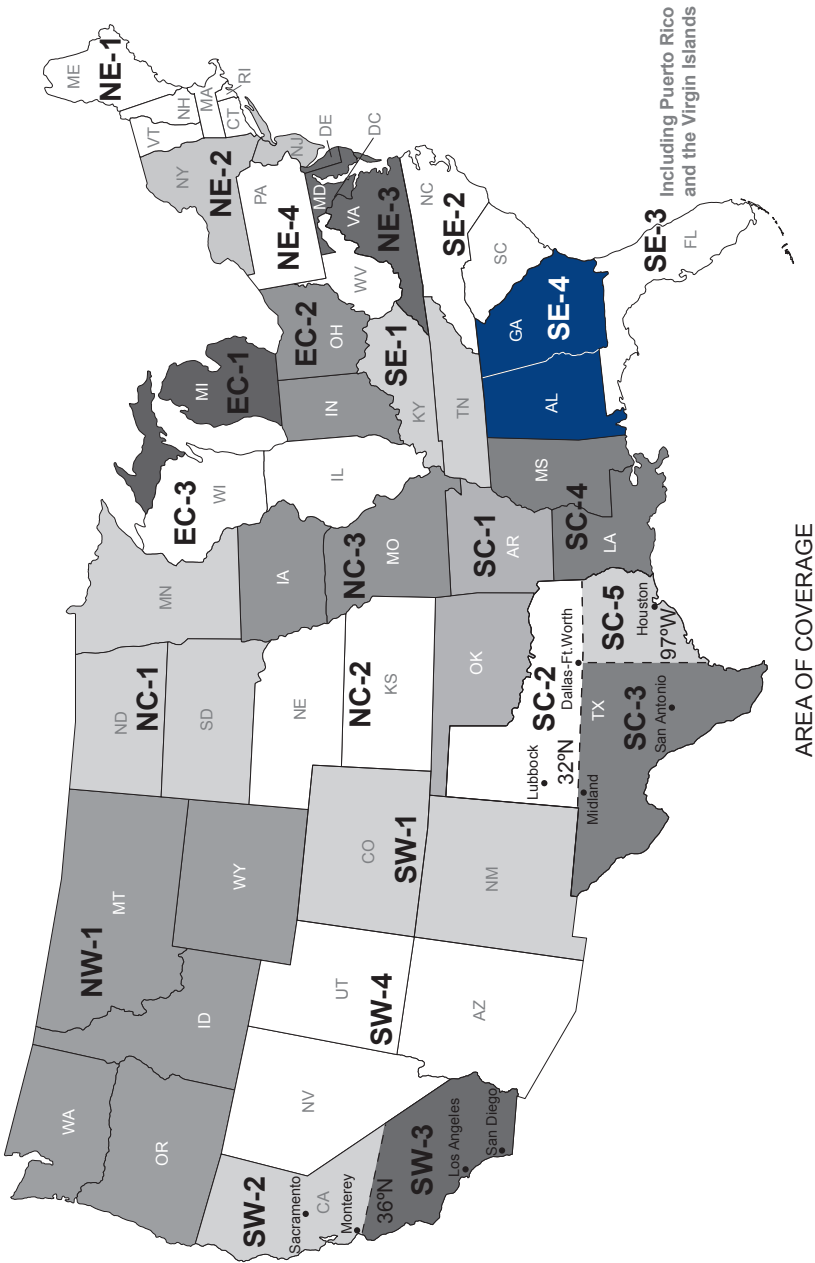 WA
OR
ID
MT
NW-1
WY
NV
UT
SW-4
AZ
CO
SW-1
NM
SW-2
Sacramento
CA
Monterey
36ºN
SW-3
Los Angeles
San Diego
ND
NC-1
SD
MN
NE
NC-2
KS
IA
NC-3
MO
OK
SC-1
AR
Lubbock
SC-2
32ºN
Dallas-Ft.Worth
Midland
TX
SC-3
San Antonio
SC-5
Houston
97ºW
SC-4
LA
MS
EC-3
WI
IL
MI
EC-1
IN
EC-2
OH
SE-1
KY
TN
AL
GA
SE-4
WV
VA
NE-3
MD
DE
DC
NC
SE-2
SC
SE-3
FL
Including Puerto Rico
and the Virgin Islands
PA
NE-4
NY
NE-2
NJ
VT
NH
MA
CT
RI
ME
NE-1
AREA OF COVERAGE